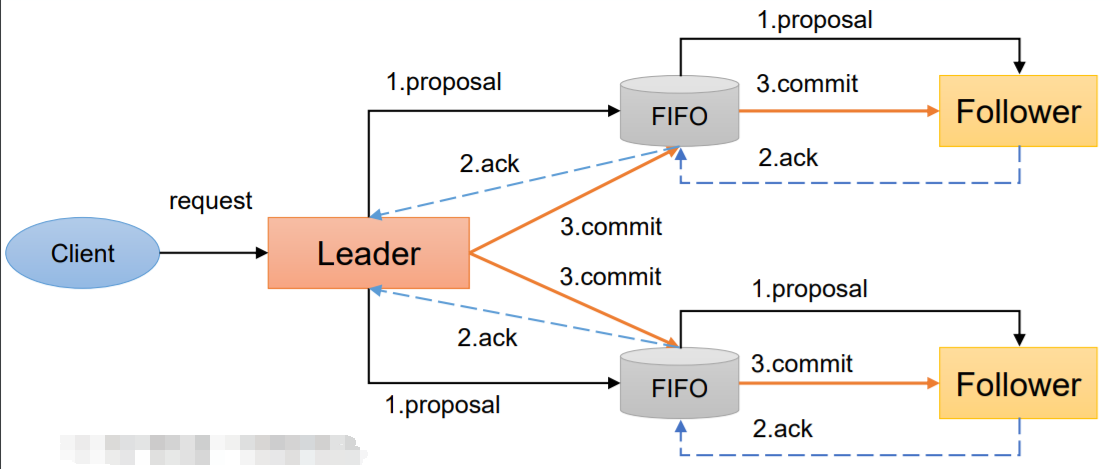 1.proposal
1.proposal
3.commit
FIFO
Follower
2.ack
2.ack
request
3.commit
Client
Leader
3.commit
1.proposal
2.ack
3.commit
FIFO
Follower
1.proposal
2.ack